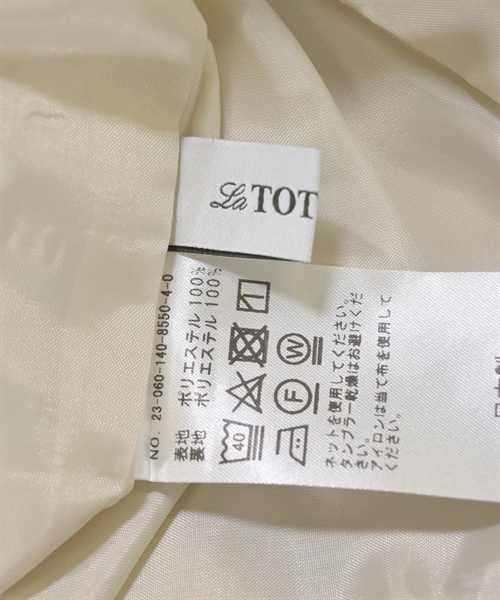 La TOT
NO. 23-060-140-8550-4-0
表地 ポリエステル 100%
裏地 ポリエステル 100%
40
W
F
ネットを使用してください。
タンブラー乾燥はお避けくだ
さい。
アイロンは当て布を使用して
ください。